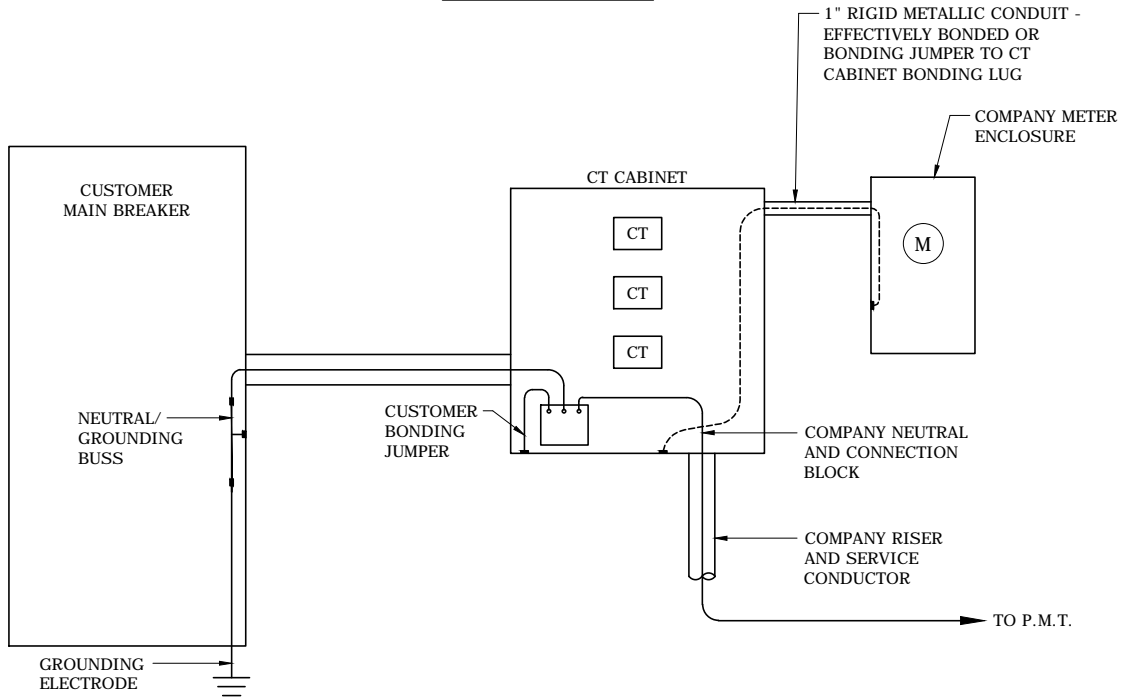 1" RIGID METALLIC CONDUIT -
EFFECTIVELY BONDED OR
BONDING JUMPER TO CT
CABINET BONDING LUG
COMPANY METER
ENCLOSURE
CUSTOMER
MAIN BREAKER
CT CABINET
CT
CT
CT
M
NEUTRAL/
GROUNDING
BUSS
CUSTOMER
BONDING
JUMPER
COMPANY NEUTRAL
AND CONNECTION
BLOCK
COMPANY RISER
AND SERVICE
CONDUCTOR
TO P.M.T.
GROUNDING
ELECTRODE